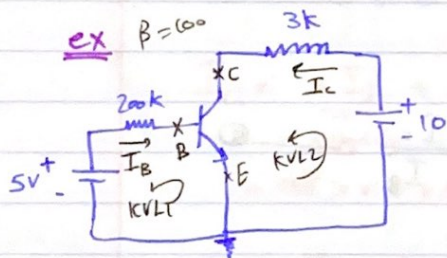 ex β=100
3k
C
Ic
200k
B
IB
+
-10
5V +
-
E
KVL1
KVL2